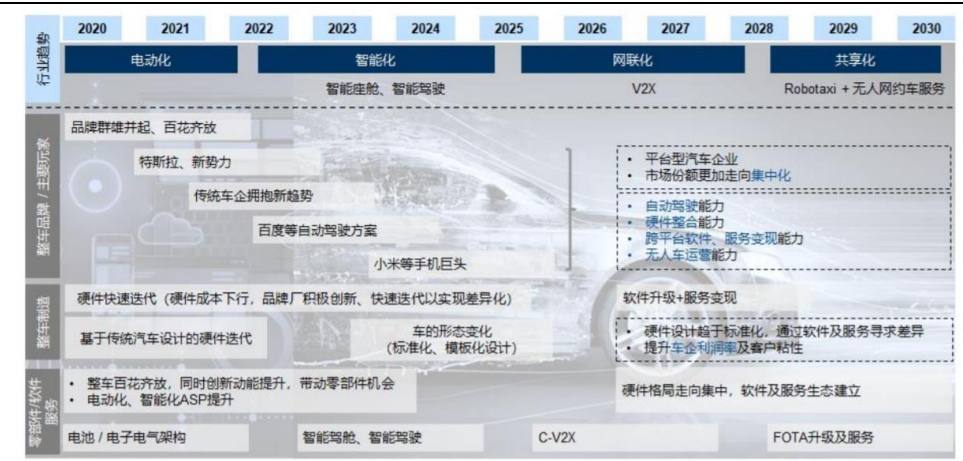 2020 2021 2022 2023 2024 2025 2026 2027 2028 2029 2030
行业趋势
电动化 智能化 网联化 共享化
智能座舱、智能驾驶 V2X Robotaxi + 无人网约车服务
整车品牌 / 主要玩家
品牌群雄并起、百花齐放
特斯拉、新势力
传统车企拥抱新趋势
百度等自动驾驶方案
小米等手机巨头
• 平台型汽车企业
• 市场份额更加走向集中化
• 自动驾驶能力
• 硬件整合能力
• 跨平台软件、服务变现能力
• 无人车运营能力
整车制造
硬件快速迭代（硬件成本下行，品牌厂积极创新、快速迭代以实现差异化） 软件升级+服务变现
基于传统汽车设计的硬件迭代
车的形态变化
(标准化、模板化设计)
• 硬件设计趋于标准化，通过软件及服务寻求差异
• 提升车企利润率及客户粘性
零部件/软件
服务
• 整车百花齐放，同时创新动能提升，带动零部件机会
• 电动化、智能化ASP提升
硬件格局走向集中，软件及服务生态建立
电池 / 电子电气架构 智能驾舱、智能驾驶 C-V2X FOTA升级及服务